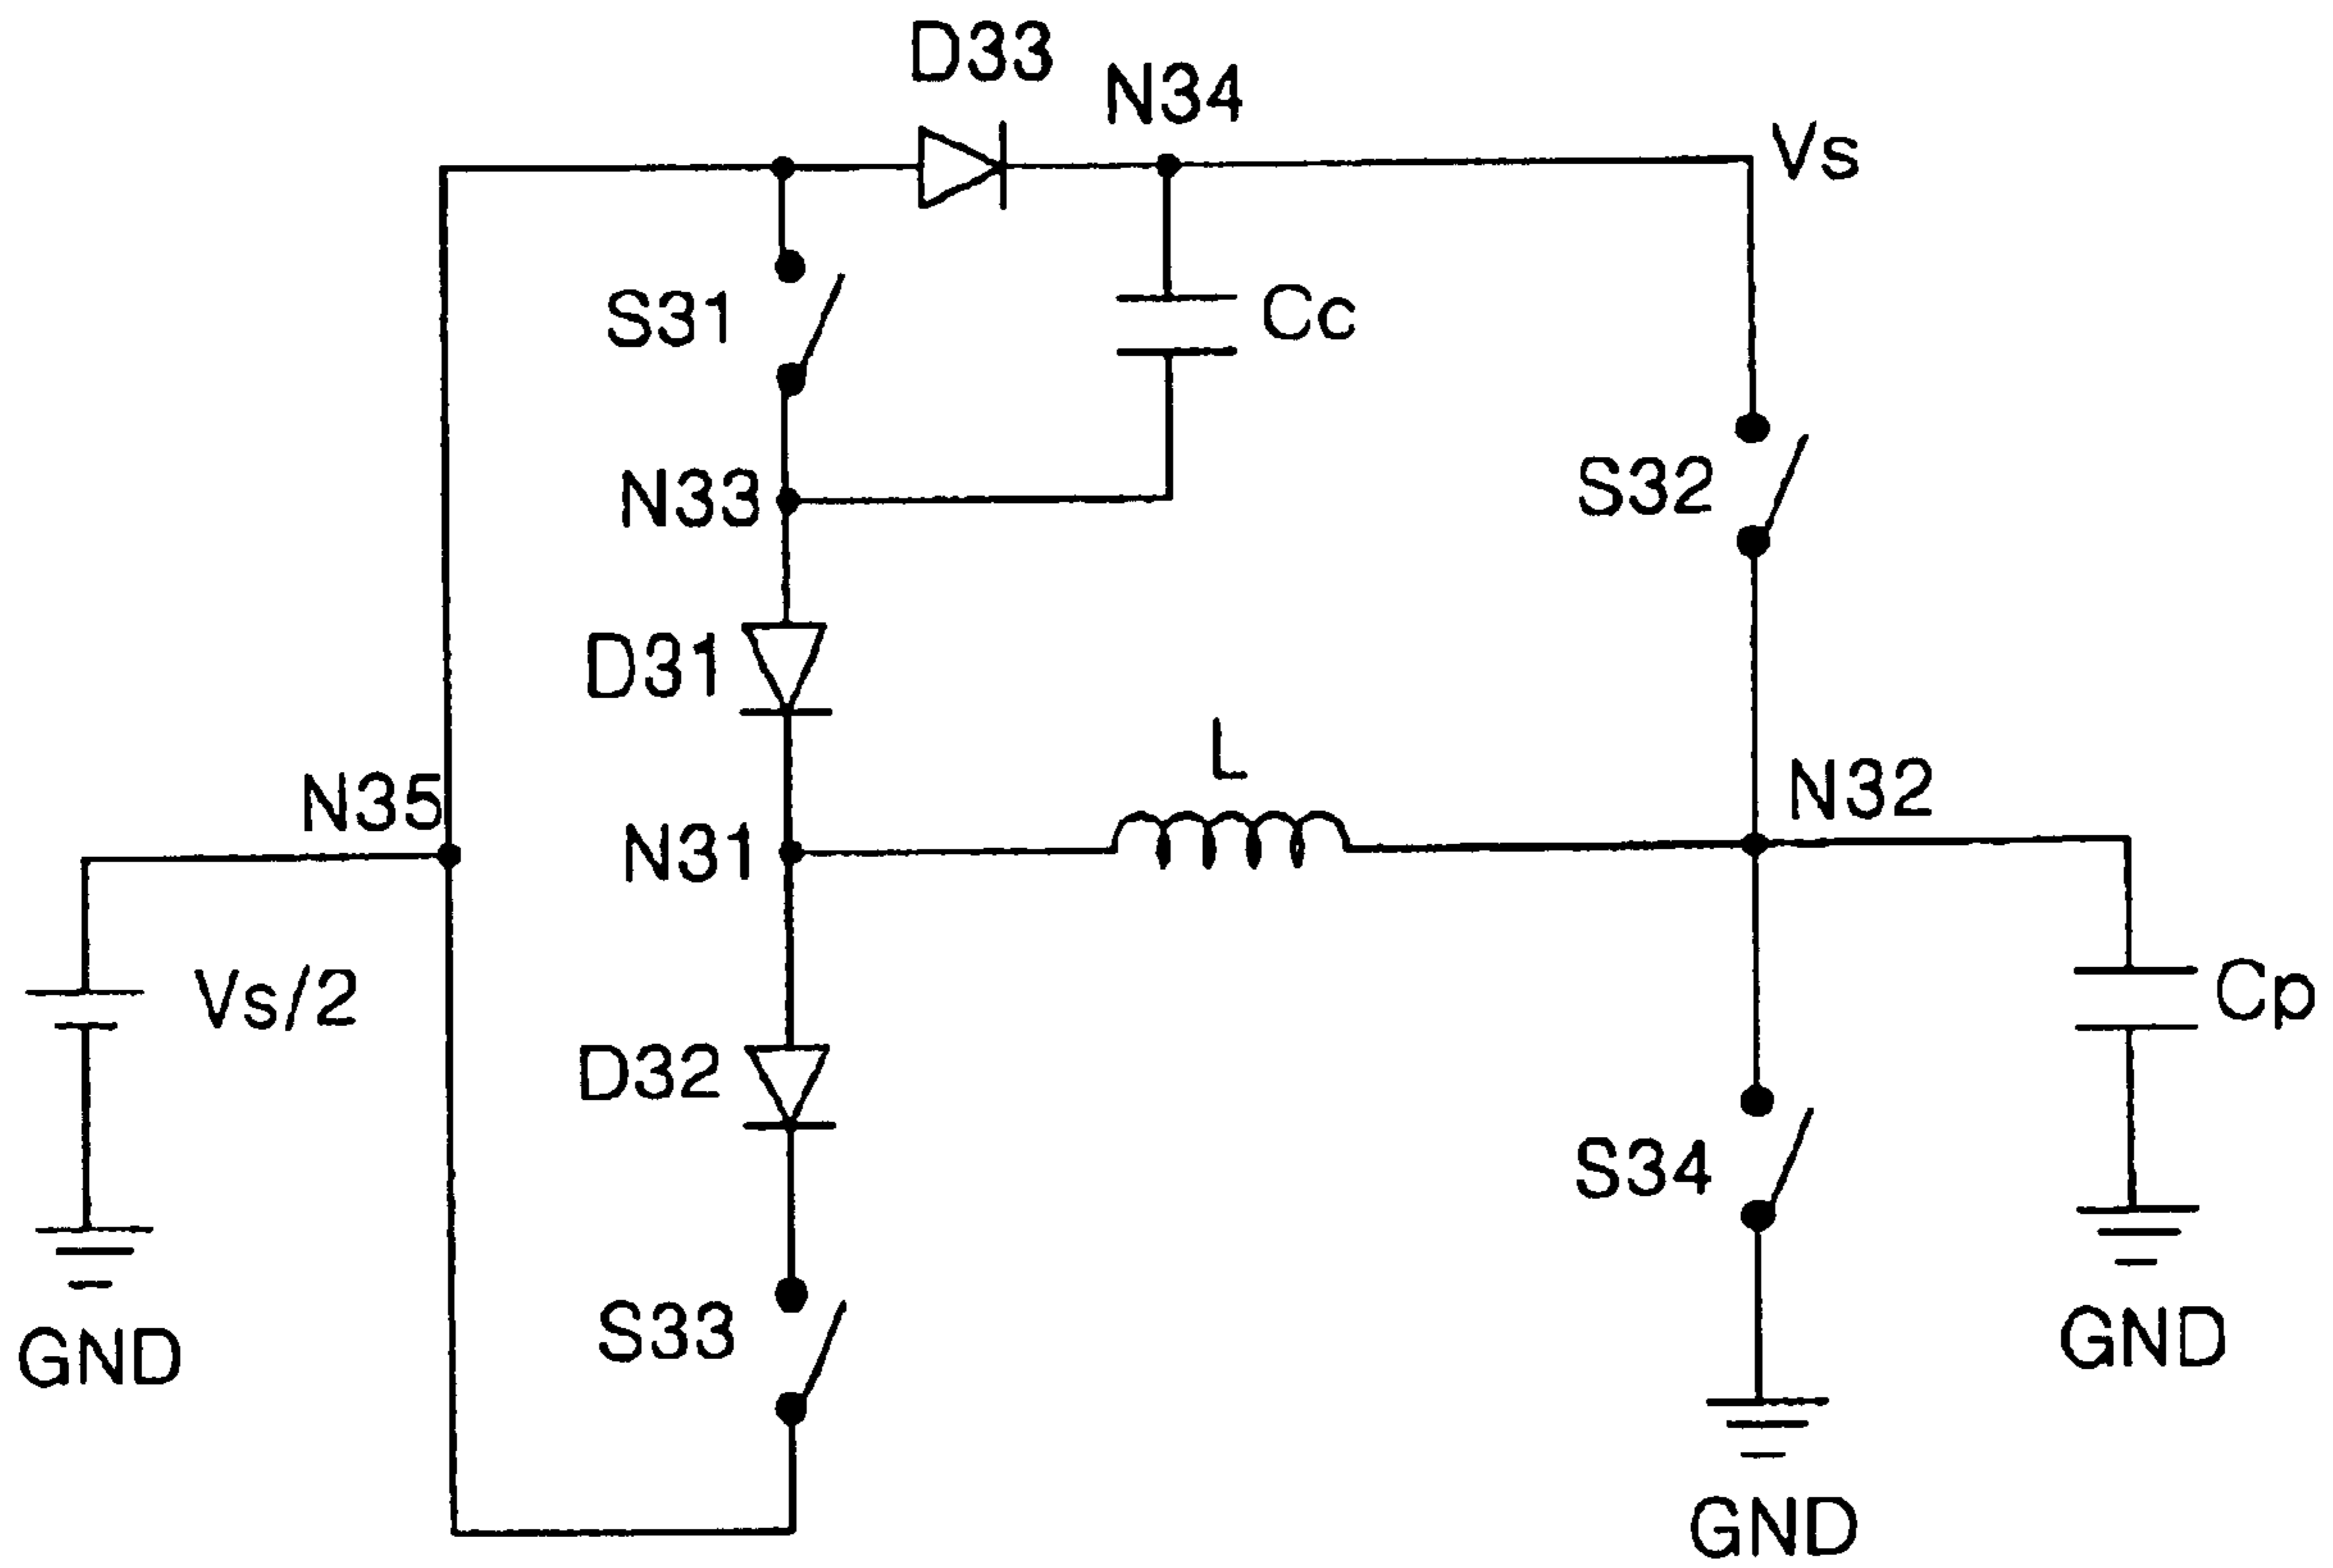 D33
N34
Vs
S31
Cc
S32
N33
D31
L
N35
N31
N32
Vs/2
Cp
D32
S34
S33
GND
GND
GND